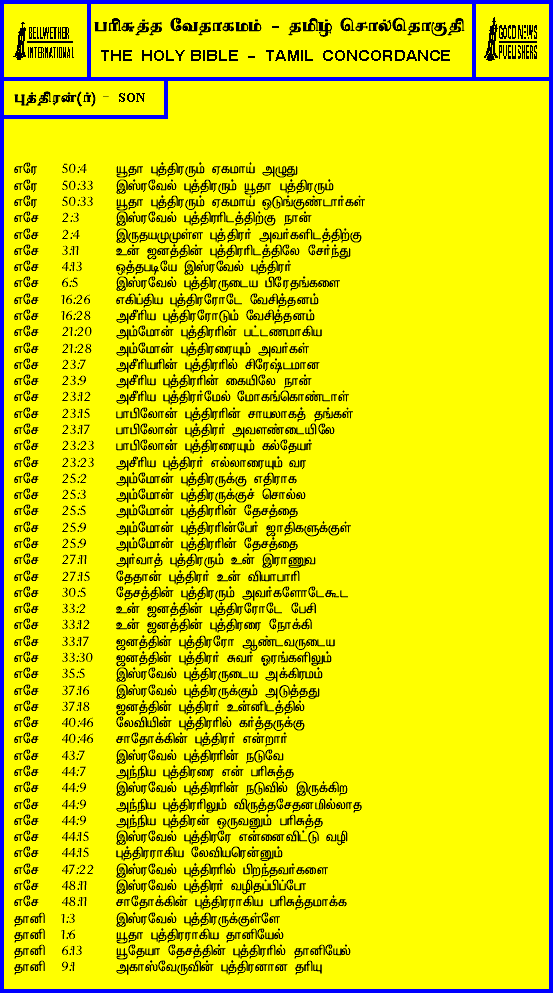 BELLWETHER
INTERNATIONAL
பரிசுத்த வேதாகமம் - தமிழ் சொல்தொகுதி
THE HOLY BIBLE - TAMIL CONCORDANCE
GOOD NEWS
PUBLISHERS
புத்திரன்(ர்) - SON
எரே 50:4 யூதா புத்திரரும் ஏகமாய் அழுது
எரே 50:33 இஸ்ரவேல் புத்திரரும் யூதா புத்திரரும்
எரே 50:33 யூதா புத்திரரும் ஏகமாய் ஒடுங்குண்டார்கள்
எசே 2:3 இஸ்ரவேல் புத்திரரிடத்திற்கு நான்
எசே 2:4 இருதயமுமுள்ள புத்திரர் அவர்களிடத்திற்கு
எசே 3:11 உன் ஜனத்தின் புத்திரரிடத்திலே சேர்ந்து
எசே 4:13 ஒத்தபடியே இஸ்ரவேல் புத்திரர்
எசே 6:5 இஸ்ரவேல் புத்திரருடைய பிரேதங்களை
எசே 16:26 எகிப்திய புத்திரரோடே வேசித்தனம்
எசே 16:28 அசீரிய புத்திரரோடும் வேசித்தனம்
எசே 21:20 அம்மோன் புத்திரரின் பட்டணமாகிய
எசே 21:28 அம்மோன் புத்திரரையும் அவர்கள்
எசே 23:7 அசீரியரின் புத்திரரில் சிரேஷ்டமான
எசே 23:9 அசீரிய புத்திரரின் கையிலே நான்
எசே 23:12 அசீரிய புத்திரர்மேல் மோகங்கொண்டாள்
எசே 23:15 பாபிலோன் புத்திரரின் சாயலாகத் தங்கள்
எசே 23:17 பாபிலோன் புத்திரர் அவளண்டையிலே
எசே 23:23 பாபிலோன் புத்திரரையும் கல்தேயர்
எசே 23:23 அசீரிய புத்திரர் எல்லாரையும் வர
எசே 25:2 அம்மோன் புத்திரருக்கு எதிராக
எசே 25:3 அம்மோன் புத்திரருக்குச் சொல்ல
எசே 25:5 அம்மோன் புத்திரரின் தேசத்தை
எசே 25:9 அம்மோன் புத்திரரின்பேர் ஜாதிகளுக்குள்
எசே 25:9 அம்மோன் புத்திரரின் தேசத்தை
எசே 27:11 அர்வாத் புத்திரரும் உன் இராணுவ
எசே 27:15 தேதான் புத்திரர் உன் வியாபாரி
எசே 30:5 தேசத்தின் புத்திரரும் அவர்களோடேகூட
எசே 33:2 உன் ஜனத்தின் புத்திரரோடே பேசி
எசே 33:12 உன் ஜனத்தின் புத்திரரை நோக்கி
எசே 33:17 ஜனத்தின் புத்திரரோ ஆண்டவருடைய
எசே 33:30 ஜனத்தின் புத்திரர் சுவர் ஓரங்களிலும்
எசே 35:5 இஸ்ரவேல் புத்திரருடைய அக்கிரமம்
எசே 37:16 இஸ்ரவேல் புத்திரருக்கும் அடுத்தது
எசே 37:18 ஜனத்தின் புத்திரர் உன்னிடத்தில்
எசே 40:46 லேவியின் புத்திரரில் கர்த்தருக்கு
எசே 40:46 சாதோக்கின் புத்திரர் என்றார்
எசே 43:7 இஸ்ரவேல் புத்திரரின் நடுவே
எசே 44:7 அந்நிய புத்திரரை என் பரிசுத்த
எசே 44:9 இஸ்ரவேல் புத்திரரின் நடுவில் இருக்கிற
எசே 44:9 அந்நிய புத்திரரிலும் விருத்தசேதனமில்லாத
எசே 44:9 அந்நிய புத்திரன் ஒருவனும் பரிசுத்த
எசே 44:15 இஸ்ரவேல் புத்திரரே என்னைவிட்டு வழி
எசே 44:15 புத்திரராகிய லேவியரென்னும்
எசே 47:22 இஸ்ரவேல் புத்திரரில் பிறந்தவர்களை
எசே 48:11 இஸ்ரவேல் புத்திரர் வழிதப்பிப்போ
எசே 48:11 சாதோக்கின் புத்திரராகிய பரிசுத்தமாக்க
தானி 1:3 இஸ்ரவேல் புத்திரருக்குள்ளே
தானி 1:6 யூதா புத்திரராகிய தானியேல்
தானி 6:13 யூதேயா தேசத்தின் புத்திரரில் தானியேல்
தானி 9:1 அகாஸ்வேருவின் புத்திரனான தரியு